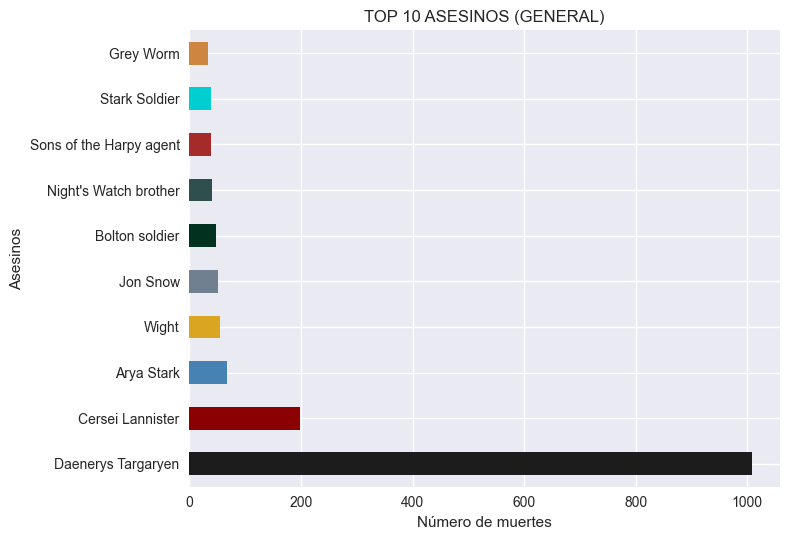 TOP 10 ASESINOS (GENERAL)
Asesinos
Grey Worm
Stark Soldier
Sons of the Harpy agent
Night's Watch brother
Bolton soldier
Jon Snow
Wight
Arya Stark
Cersei Lannister
Daenerys Targaryen
0 200 400 600 800 1000
Número de muertes